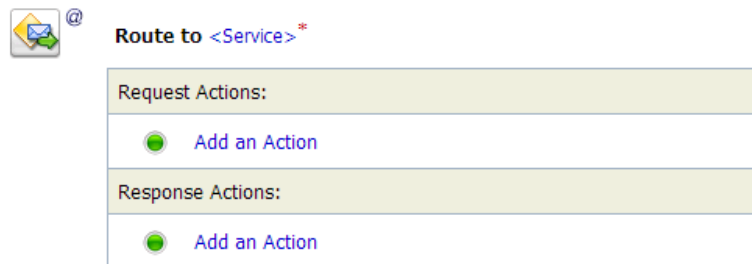 @
Route to <Service>*
Request Actions:
Add an Action
Response Actions:
Add an Action